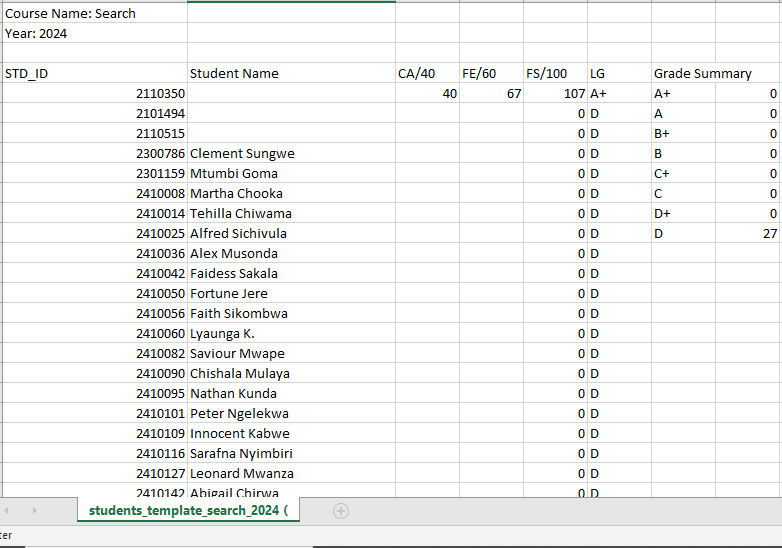 Course Name: Search
Year: 2024
STD_ID Student Name CA/40 FE/60 FS/100 LG Grade Summary
2110350 40 67 107 A+ A+ 0
2101494 0 D A 0
2110515 0 D B+ 0
2300786 Clement Sungwe 0 D B 0
2301159 Mtumbi Goma 0 D C+ 0
2410008 Martha Chooka 0 D C 0
2410014 Tehilla Chiwama 0 D D+ 0
2410025 Alfred Sichivula 0 D D 27
2410036 Alex Musonda 0 D
2410042 Faidess Sakala 0 D
2410050 Fortune Jere 0 D
2410056 Faith Sikombwa 0 D
2410060 Lyaunga K. 0 D
2410082 Saviour Mwape 0 D
2410090 Chishala Mulaya 0 D
2410095 Nathan Kunda 0 D
2410101 Peter Ngelekwa 0 D
2410109 Innocent Kabwe 0 D
2410116 Sarafna Nyimbiri 0 D
2410127 Leonard Mwanza 0 D
2410142 Abigail Chirwa 0 D
students_template_search_2024 (
ter